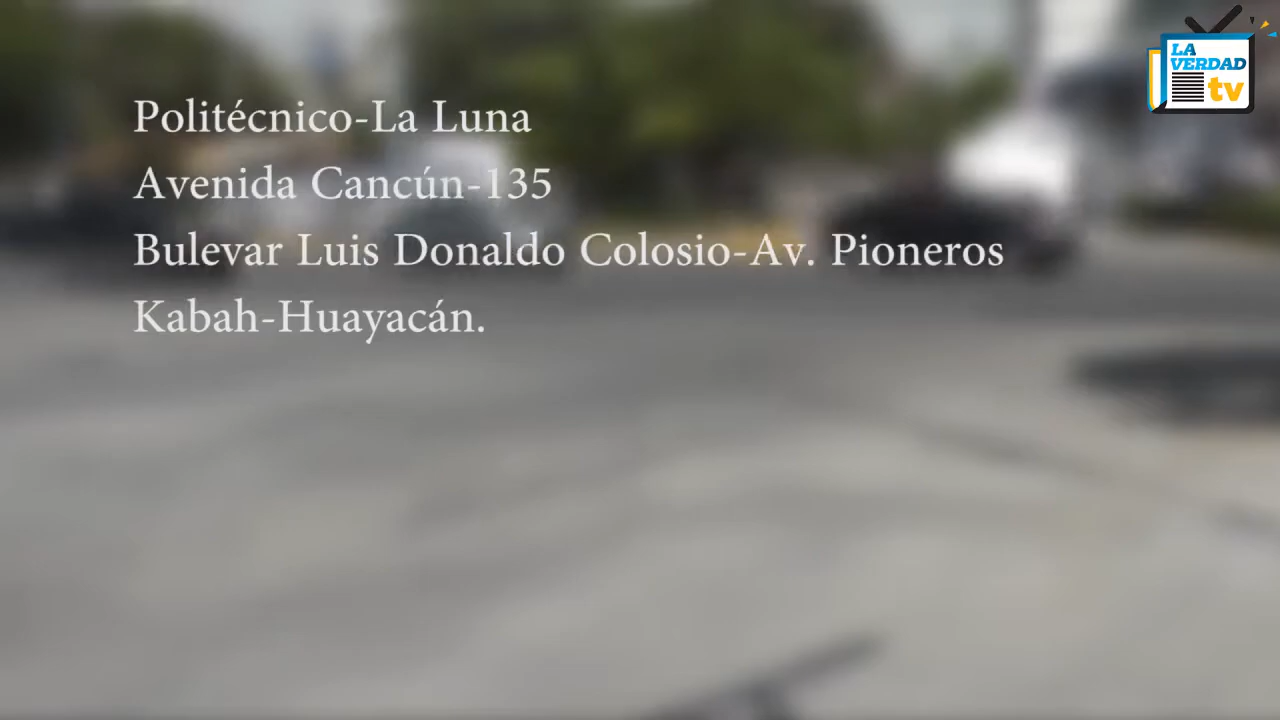 Politécnico-La Luna
Avenida Cancún-135
Bulevar Luis Donaldo Colosio-Av. Pioneros
Kabah-Huayacán.
LA
VERDAD
tv